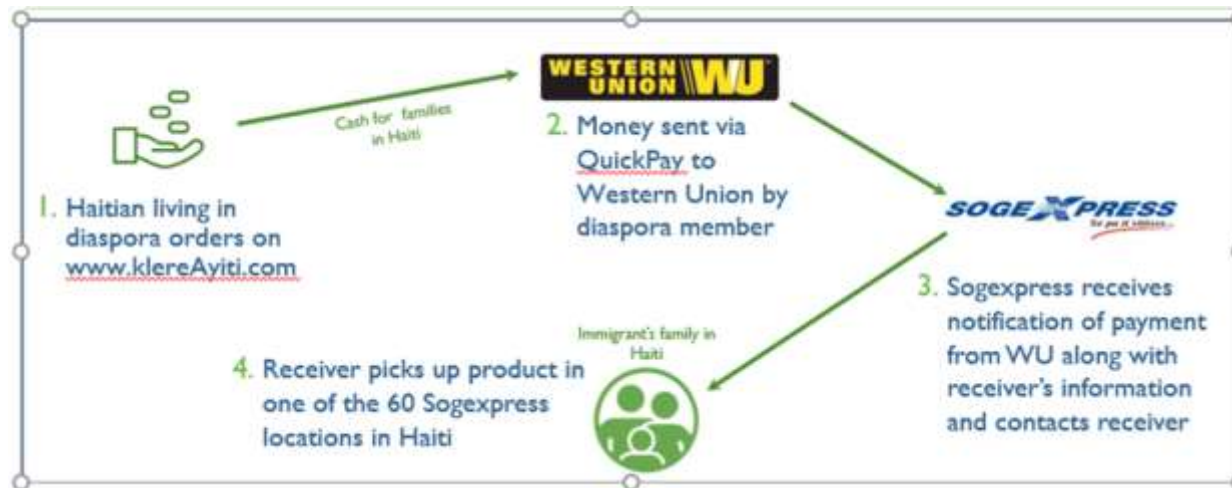 Cash for families
in Haiti
WESTERN
UNION WU
1. Haitian living in
diaspora orders on
www.klereAyiti.com
2. Money sent via
QuickPay to
Western Union by
diaspora member
SOGEXPRESS
3. Sogexpress receives
notification of payment
from WU along with
receiver's information
and contacts receiver
Immigrant's family in
Haiti
4. Receiver picks up product in
one of the 60 Sogexpress
locations in Haiti